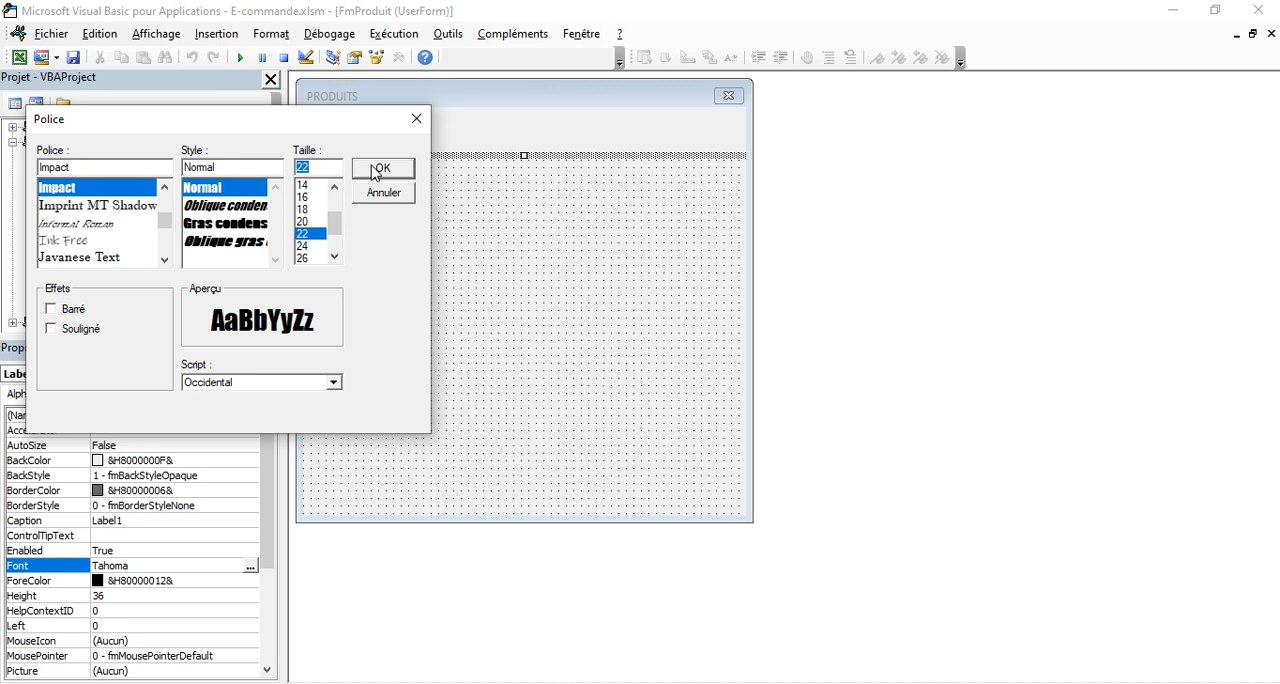 Microsoft Visual Basic pour Applications - E-commande.xlsm - [FmProduit (UserForm)]
Fichier Edition Affichage Insertion Format Débogage Exécution Outils Compléments Fenêtre ?
Projet - VBAProject
PRODUITS
Police
Police : Style : Taille :
Impact Normal 22 OK
Annuler
Impact
Imprint MT Shadow
Informal Roman
Ink Free
Javanese Text
Normal
Oblique conden
Gras condens
Oblique gras
14
16
18
20
22
24
26
Effets
Barré
Souligné
Aperçu
AaBbYyZz
Script :
Occidental
Prop
Labe
Alph
(Nar
AutoSize False
BackColor &H8000000F&
BackStyle 1 - fmBackStyleOpaque
BorderColor &H80000006&
BorderStyle 0 - fmBorderStyleNone
Caption Label1
ControlTipText
Enabled True
Font Tahoma ...
ForeColor &H80000012&
Height 36
HelpContextID 0
Left 0
MouseIcon (Aucun)
MousePointer 0 - fmMousePointerDefault
Picture (Aucun)